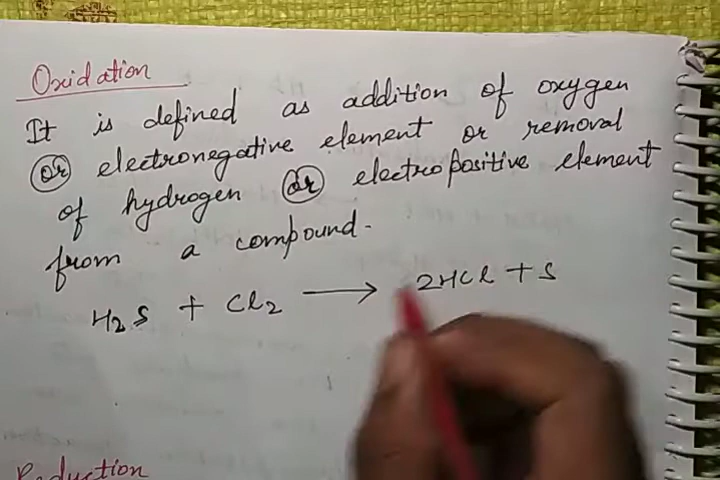 Oxidation
It is defined as addition of oxygen
or electronegative element or removal
of hydrogen or electropositive element
from a compound.
H2S + Cl2 → 2HCl + S
Reduction